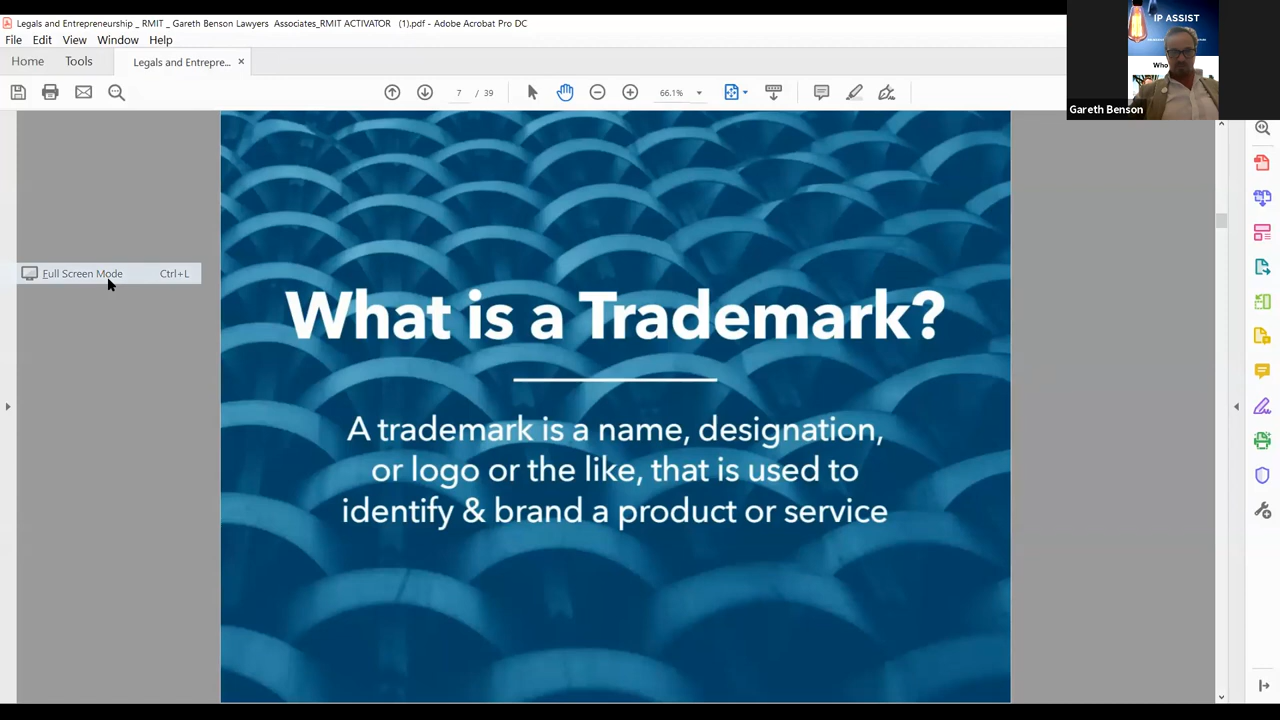 Legals and Entrepreneurship _ RMIT _ Gareth Benson Lawyers Associates_RMIT ACTIVATOR (1).pdf - Adobe Acrobat Pro DC
File Edit View Window Help
Home Tools Legals and Entrepre... ×
7 / 39 66.1%
IP ASSIST
Who
Gareth Benson
Full Screen Mode Ctrl+L
What is a Trademark?
A trademark is a name, designation,
or logo or the like, that is used to
identify & brand a product or service